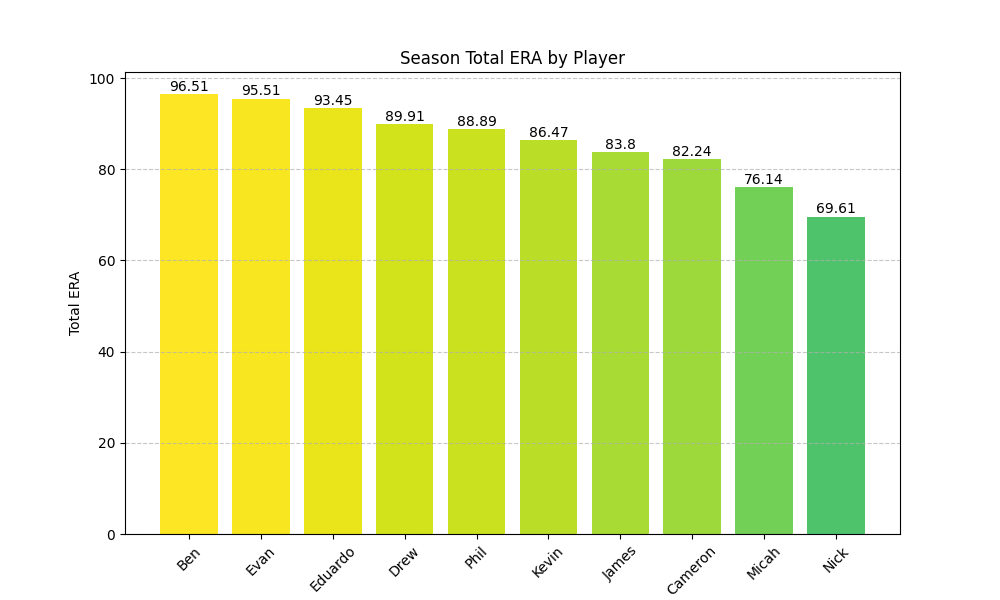 Season Total ERA by Player
Total ERA
100
80
60
40
20
0
96.51
95.51
93.45
89.91
88.89
86.47
83.8
82.24
76.14
69.61
Ben
Evan
Eduardo
Drew
Phil
Kevin
James
Cameron
Micah
Nick